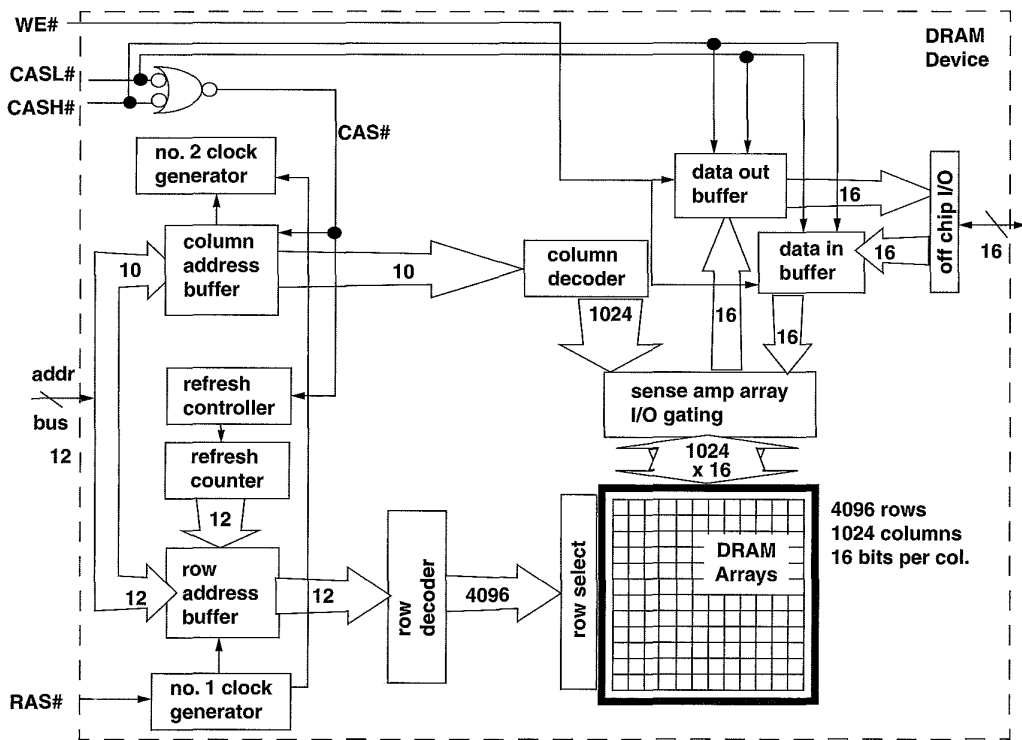 WE#
DRAM
Device
CASL#
CASH#
CAS#
no. 2 clock
generator
data out
buffer
16
off chip I/O
16
column
address
buffer
10
10
column
decoder
data in
buffer
16
1024
16
16
addr
bus
12
refresh
controller
sense amp array
I/O gating
refresh
counter
1024
x 16
12
4096 rows
1024 columns
16 bits per col.
DRAM
Arrays
row
address
buffer
12
12
row
decoder
4096
row select
RAS#
no. 1 clock
generator